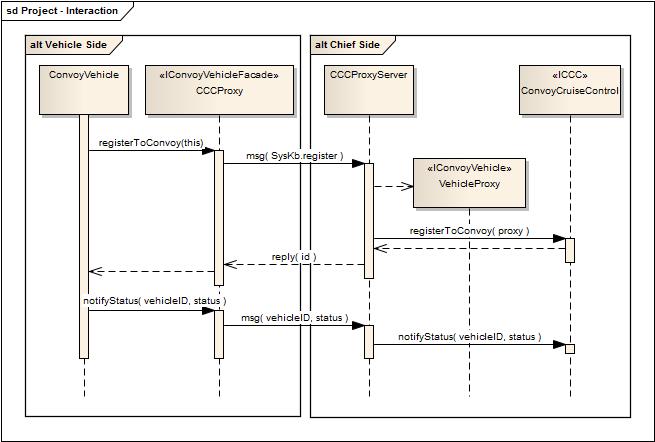 sd Project - Interaction
alt Vehicle Side
alt Chief Side
ConvoyVehicle
«IConvoyVehicleFacade»
CCCProxy
CCCProxyServer
«ICCC»
ConvoyCruiseControl
registerToConvoy(this)
msg( SysKb.register )
«IConvoyVehicle»
VehicleProxy
registerToConvoy( proxy )
reply( id )
notifyStatus( vehicleID, status )
msg( vehicleID, status )
notifyStatus( vehicleID, status )